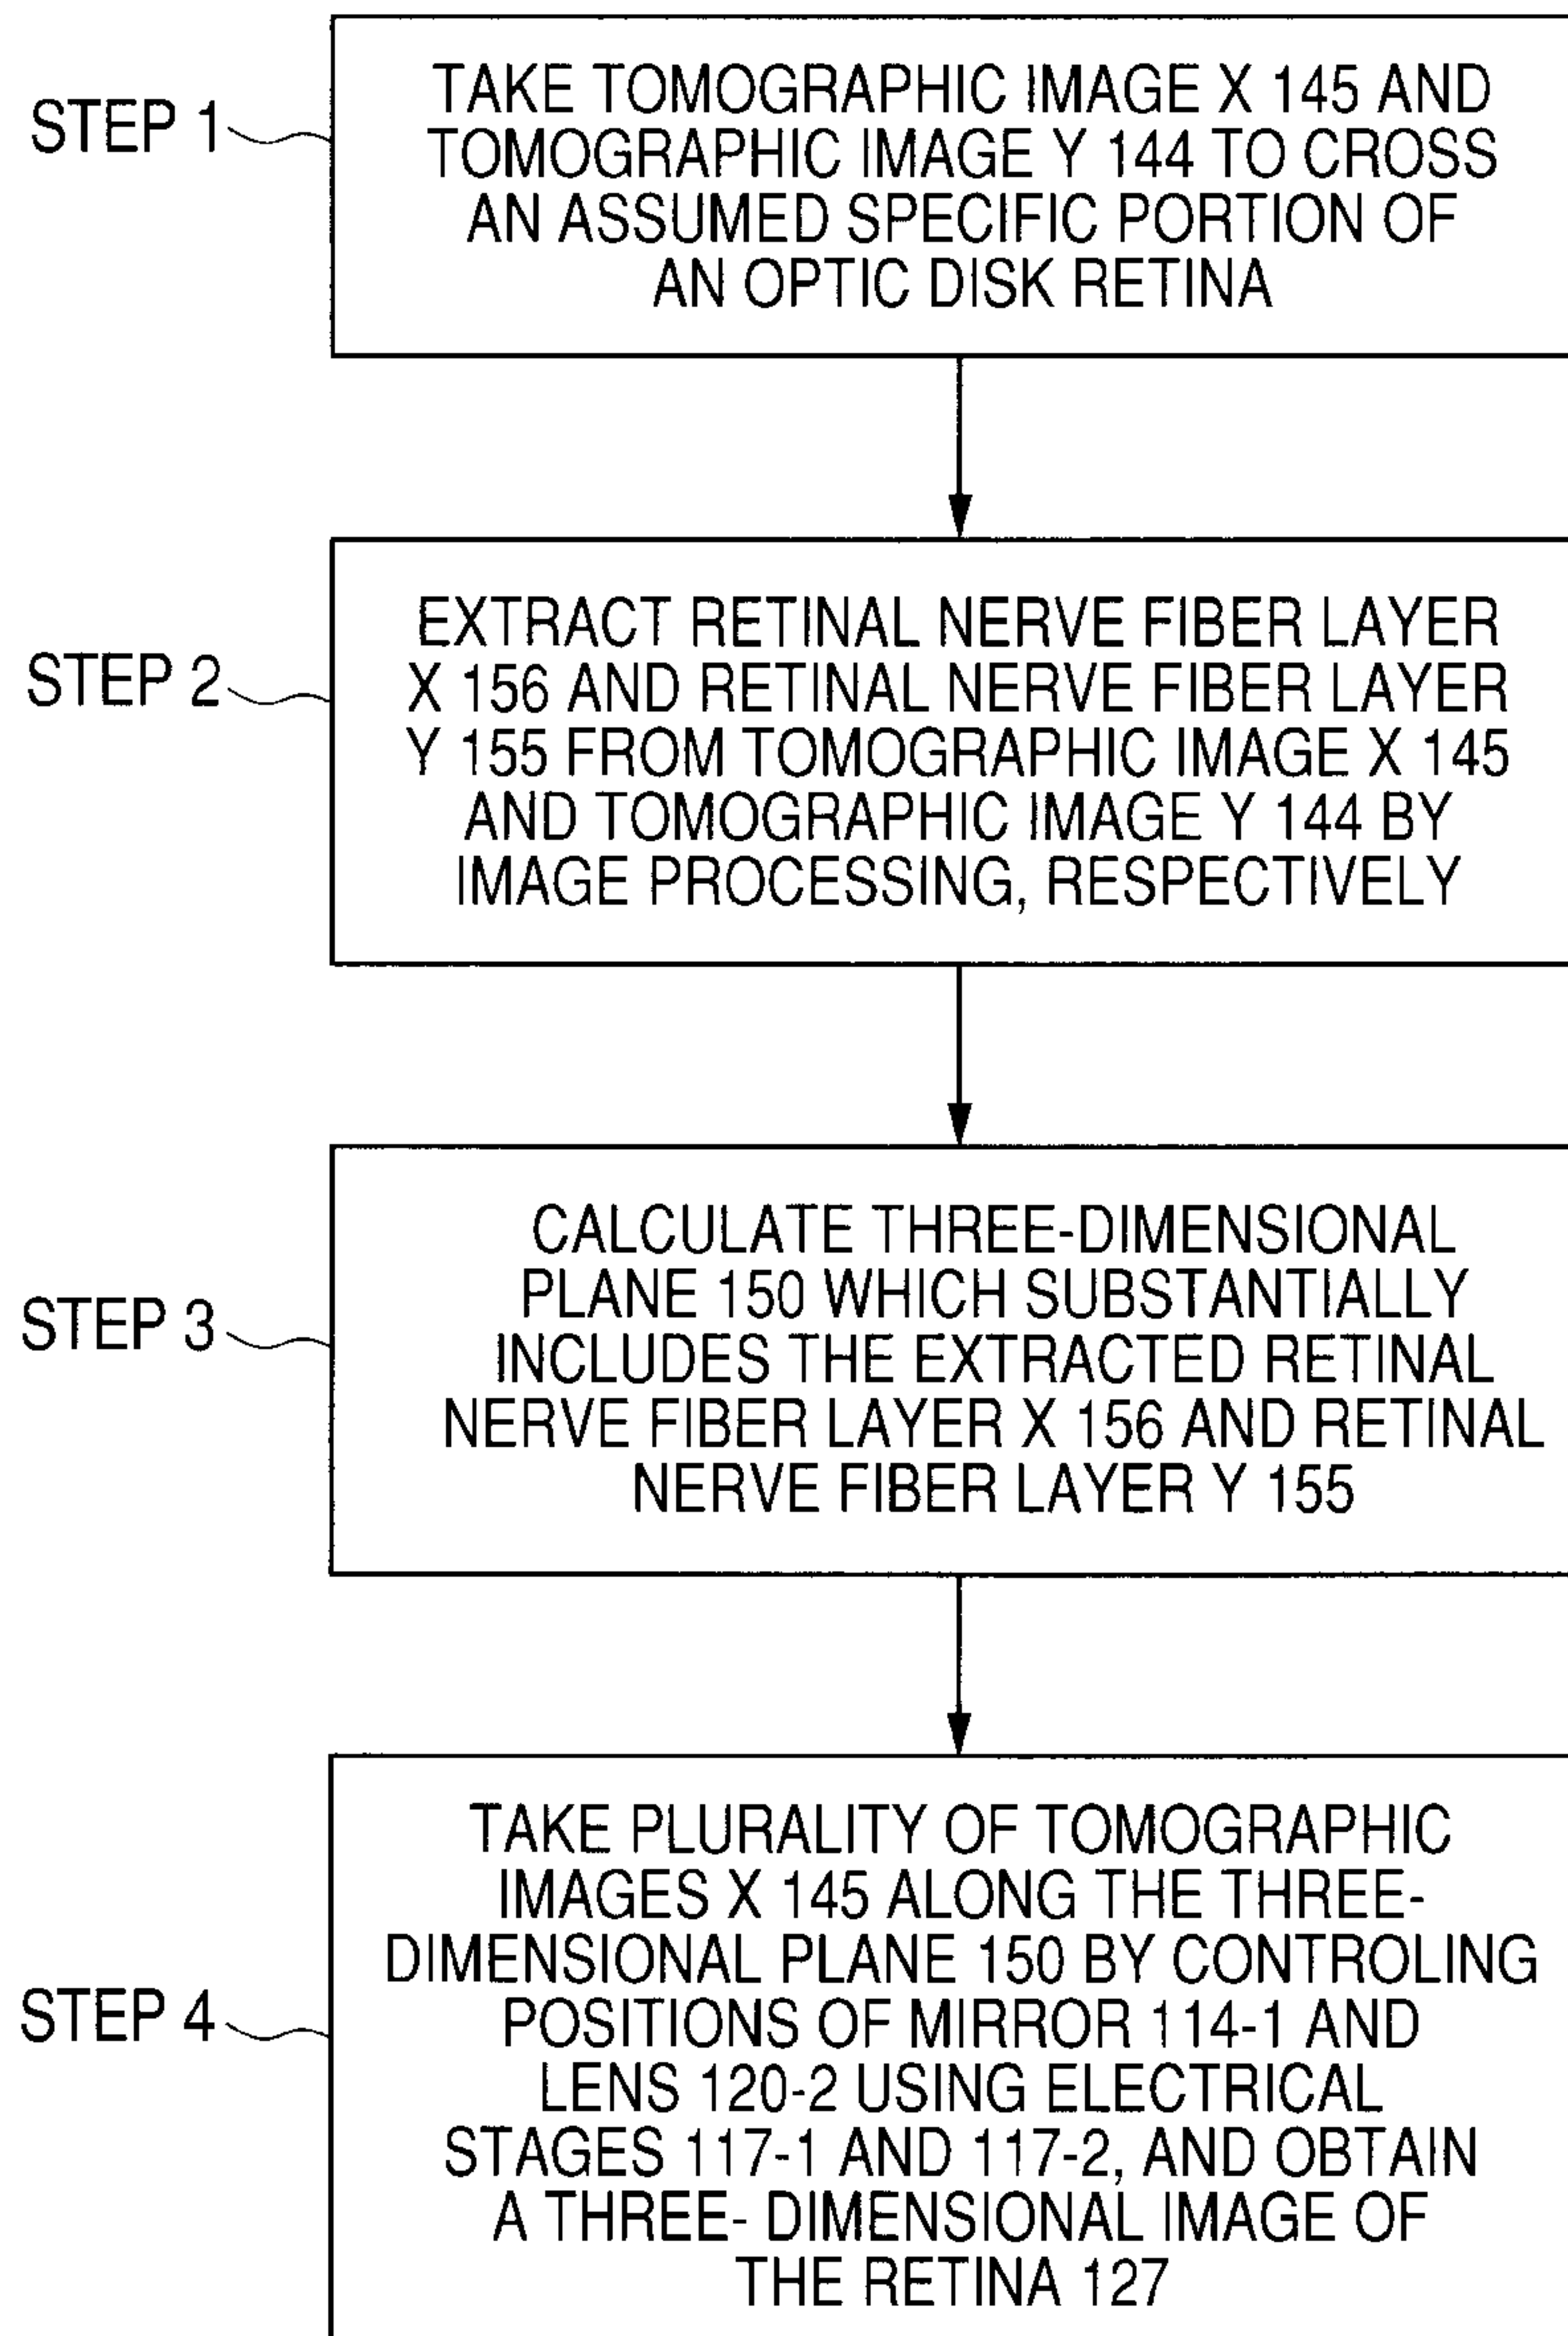 STEP 1
TAKE TOMOGRAPHIC IMAGE X 145 AND
TOMOGRAPHIC IMAGE Y 144 TO CROSS
AN ASSUMED SPECIFIC PORTION OF
AN OPTIC DISK RETINA
STEP 2
EXTRACT RETINAL NERVE FIBER LAYER
X 156 AND RETINAL NERVE FIBER LAYER
Y 155 FROM TOMOGRAPHIC IMAGE X 145
AND TOMOGRAPHIC IMAGE Y 144 BY
IMAGE PROCESSING, RESPECTIVELY
STEP 3
CALCULATE THREE-DIMENSIONAL
PLANE 150 WHICH SUBSTANTIALLY
INCLUDES THE EXTRACTED RETINAL
NERVE FIBER LAYER X 156 AND RETINAL
NERVE FIBER LAYER Y 155
STEP 4
TAKE PLURALITY OF TOMOGRAPHIC
IMAGES X 145 ALONG THE THREE-
DIMENSIONAL PLANE 150 BY CONTROLING
POSITIONS OF MIRROR 114-1 AND
LENS 120-2 USING ELECTRICAL
STAGES 117-1 AND 117-2, AND OBTAIN
A THREE- DIMENSIONAL IMAGE OF
THE RETINA 127